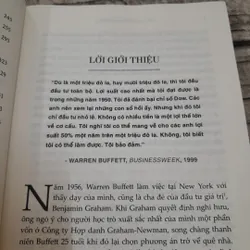 245
251
261
LỜI GIỚI THIỆU
"Dù là một triệu đô la, hay mười triệu đô la, thì tôi đều
đầu tư toàn bộ. Lợi suất cao nhất mà tôi đạt được là
trong những năm 1950: Tôi đã đánh bại chỉ số Dow. Các
anh nên xem những con số ấy. Nhưng khi đó tôi chỉ
đầu tư nhỏ lẻ. Không có nhiều tiền là một lợi thế lớn
về cơ cấu. Tôi nghĩ tôi có thể mang về cho các anh lợi
suất 50% một năm trên một triệu đô la. Không, tôi biết
tôi có thể làm được. Tôi bảo đảm."
- WARREN BUFFETT, BUSINESSWEEK, 1999
Năm 1956, Warren Buffett làm việc tại New York với
thầy dạy của mình, cũng là cha đẻ của đầu tư giá trị,
Benjamin Graham. Khi Graham quyết định nghỉ hưu,
ông ngỏ ý cho người học trò xuất sắc nhất của mình một phần
vốn ở Công ty Hợp danh Graham-Newman, song anh chàng
Buffett 25 tuổi khi đó lại chọn phương án trở về quê nhà